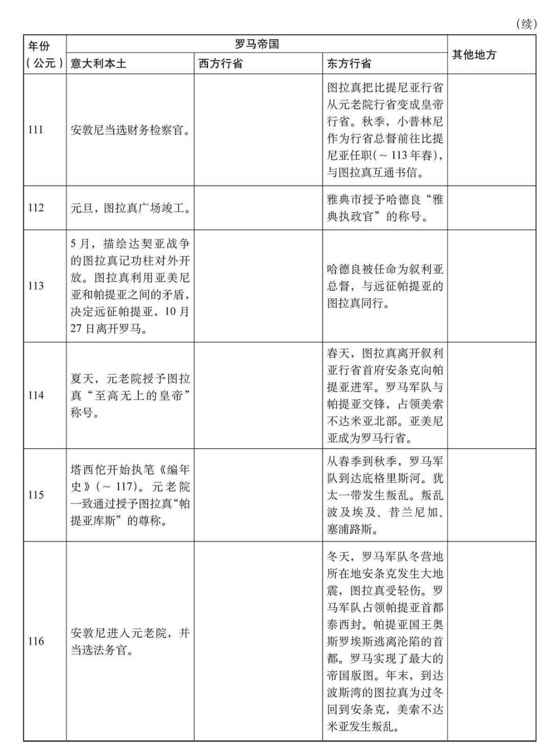 （续）
年份
（公元）
罗马帝国
其他地方
意大利本土
西方行省
东方行省
111
安敦尼当选财务检察官。
图拉真把比提尼亚行省
从元老院行省变成皇帝
行省。秋季，小普林尼
作为行省总督前往比提
尼亚任职(～113年春)，
与图拉真互通书信。
112
元旦，图拉真广场竣工。
雅典市授予哈德良“雅
典执政官”的称号。
113
5月，描绘达契亚战争
的图拉真记功柱对外开
放。图拉真利用亚美尼
亚和帕提亚之间的矛盾，
决定远征帕提亚，10月
27日离开罗马。
哈德良被任命为叙利亚
总督，与远征帕提亚的
图拉真同行。
114
夏天，元老院授予图拉
真“至高无上的皇帝”
称号。
春天，图拉真离开叙利
亚行省首府安条克向帕
提亚进军。罗马军队与
帕提亚交锋，占领美索
不达米亚北部。亚美尼
亚成为罗马行省。
115
塔西佗开始执笔《编年
史》(～117)。元老院
一致通过授予图拉真“帕
提亚库斯”的尊称。
从春季到秋季，罗马军
队到达底格里斯河。犹
太一带发生叛乱。叛乱
波及埃及、昔兰尼加、
塞浦路斯。
116
安敦尼进入元老院，并
当选法务官。
冬天，罗马军队冬营地
所在地安条克发生大地
震，图拉真受轻伤。罗
马军队占领帕提亚首都
泰西封。帕提亚国王奥
斯罗埃斯逃离沦陷的首
都。罗马实现了最大的
帝国版图。年末，到达
波斯湾的图拉真为过冬
回到安条克，美索不达
米亚发生叛乱。